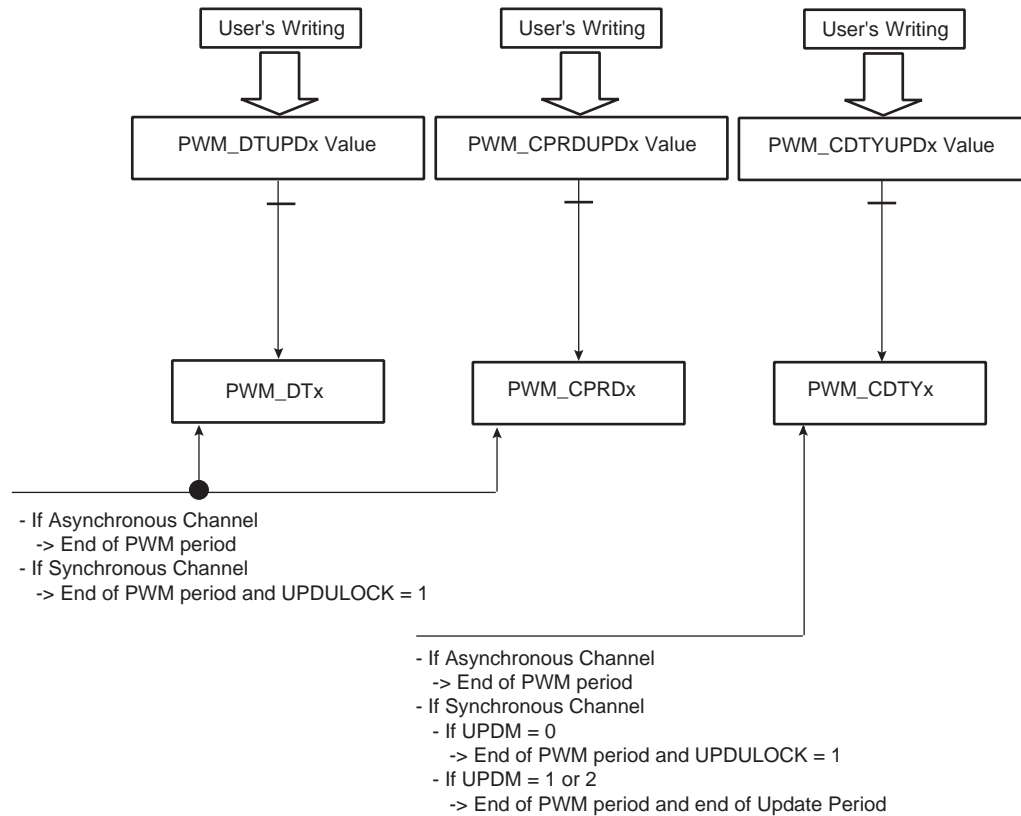 User's Writing
User's Writing
User's Writing
PWM_DTUPDx Value
PWM_CPRDUPDx Value
PWM_CDTYUPDx Value
PWM_DTx
PWM_CPRDx
PWM_CDTYx
- If Asynchronous Channel
-> End of PWM period
- If Synchronous Channel
-> End of PWM period and UPDULOCK = 1
- If Asynchronous Channel
-> End of PWM period
- If Synchronous Channel
- If UPDM = 0
-> End of PWM period and UPDULOCK = 1
- If UPDM = 1 or 2
-> End of PWM period and end of Update Period